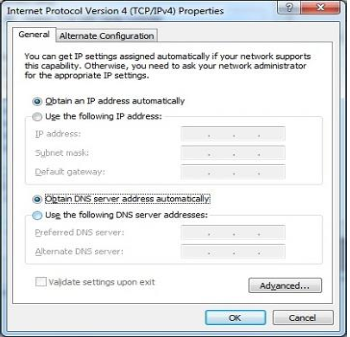 Internet Protocol Version 4 (TCP/IPv4) Properties
General Alternate Configuration
You can get IP settings assigned automatically if your network supports
this capability. Otherwise, you need to ask your network administrator
for the appropriate IP settings.
Obtain an IP address automatically
Use the following IP address:
IP address:
Subnet mask:
Default gateway:
Obtain DNS server address automatically
Use the following DNS server addresses:
Preferred DNS server:
Alternate DNS server:
Validate settings upon exit
Advanced...
OK Cancel